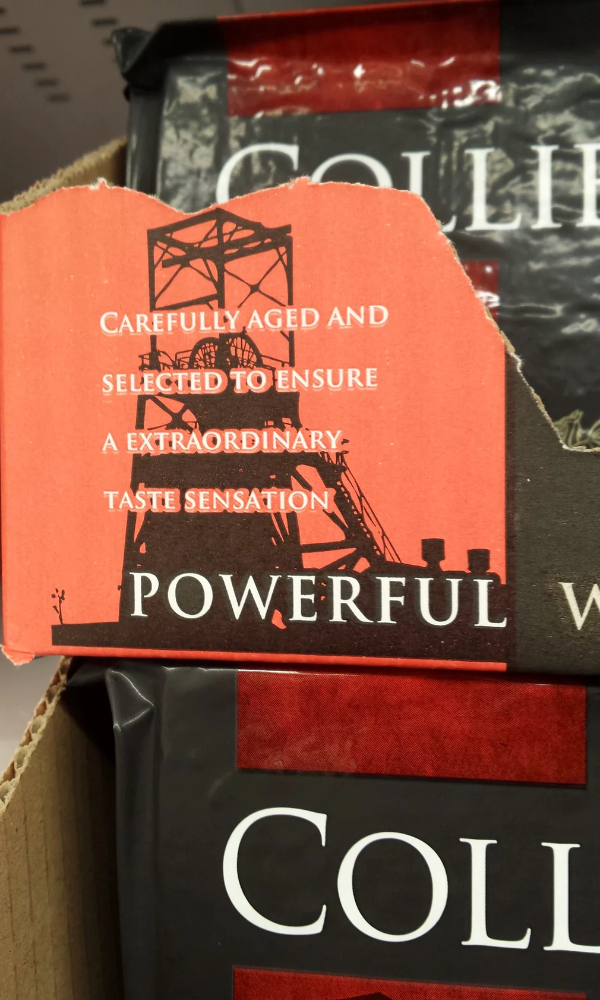 COLLIE
CAREFULLY AGED AND
SELECTED TO ENSURE
A EXTRAORDINARY
TASTE SENSATION
POWERFUL W
COLL